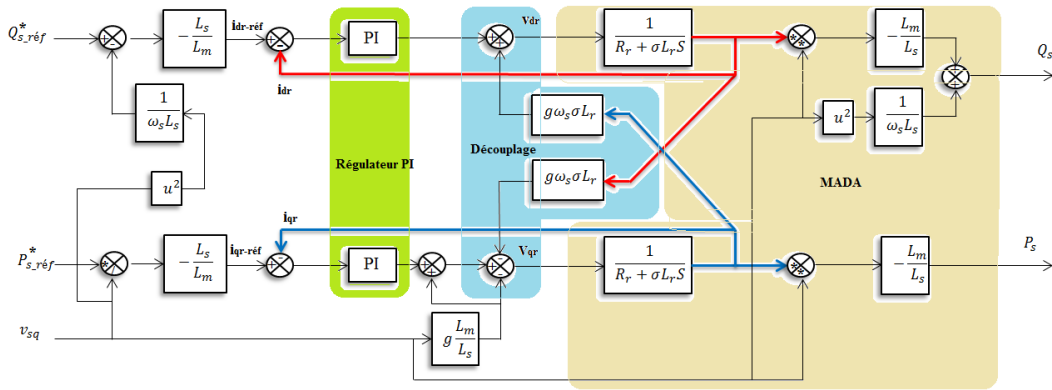 Q*s_réf
+
-
− Ls/Lm
idr-réf
+
-
PI
+
+
vdr
1/(Rr + σLrS)
*
*
− Lm/Ls
Qs
idr
1/(ωsLs)
gωsσLr
u²
1/(ωsLs)
Régulateur PI
Découplage
MADA
u²
gωsσLr
iqr
P*s_réf
*
/
− Ls/Lm
iqr-réf
+
-
PI
+
+
+
-
Vqr
1/(Rr + σLrS)
*
*
− Lm/Ls
Ps
vsq
g Lm/Ls